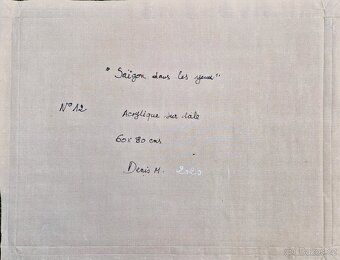 "Saïgon dans les yeux"
N° 12
Acrylique sur toile
60 x 80 cms
Denis M. 2020